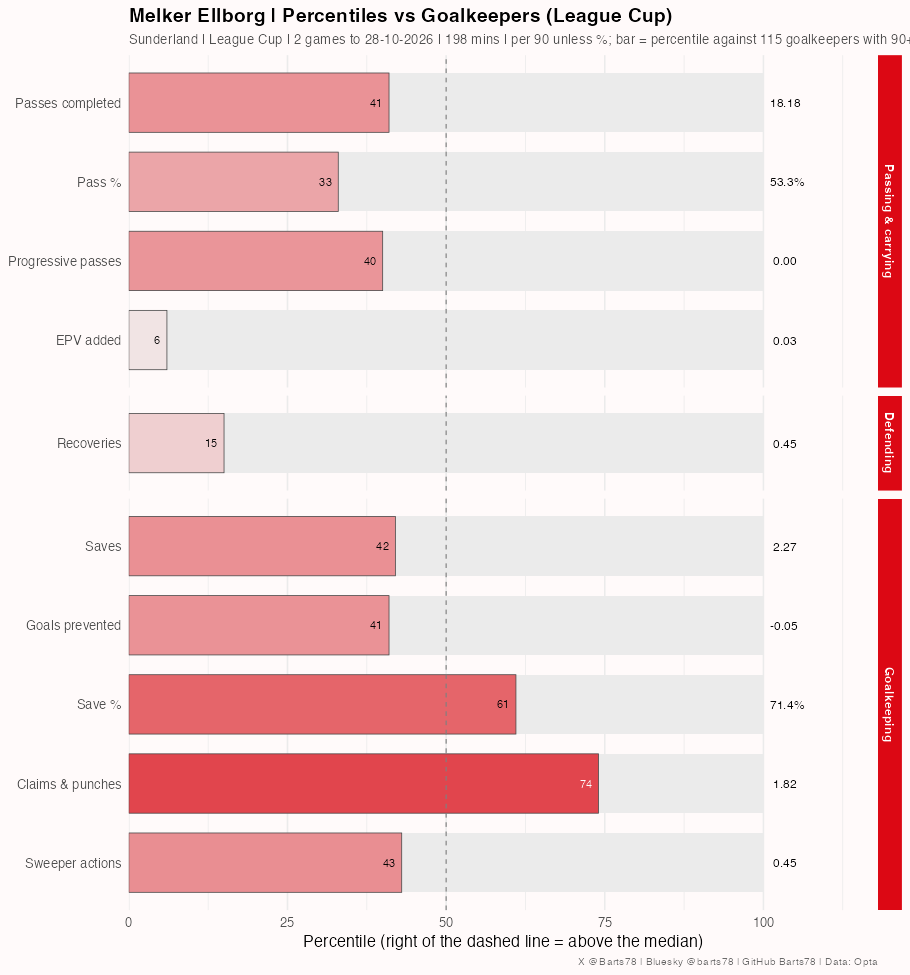 Melker Ellborg | Percentiles vs Goalkeepers (League Cup)
Sunderland | League Cup | 2 games to 28-10-2026 | 198 mins | per 90 unless %; bar = percentile against 115 goalkeepers with 90+
Passes completed 41 18.18
Pass % 33 53.3%
Progressive passes 40 0.00
EPV added 6 0.03
Passing & carrying
Recoveries 15 0.45
Defending
Saves 42 2.27
Goals prevented 41 -0.05
Save % 61 71.4%
Claims & punches 74 1.82
Sweeper actions 43 0.45
Goalkeeping
0 25 50 75 100
Percentile (right of the dashed line = above the median)
X @Barts78 | Bluesky @barts78 | GitHub Barts78 | Data: Opta